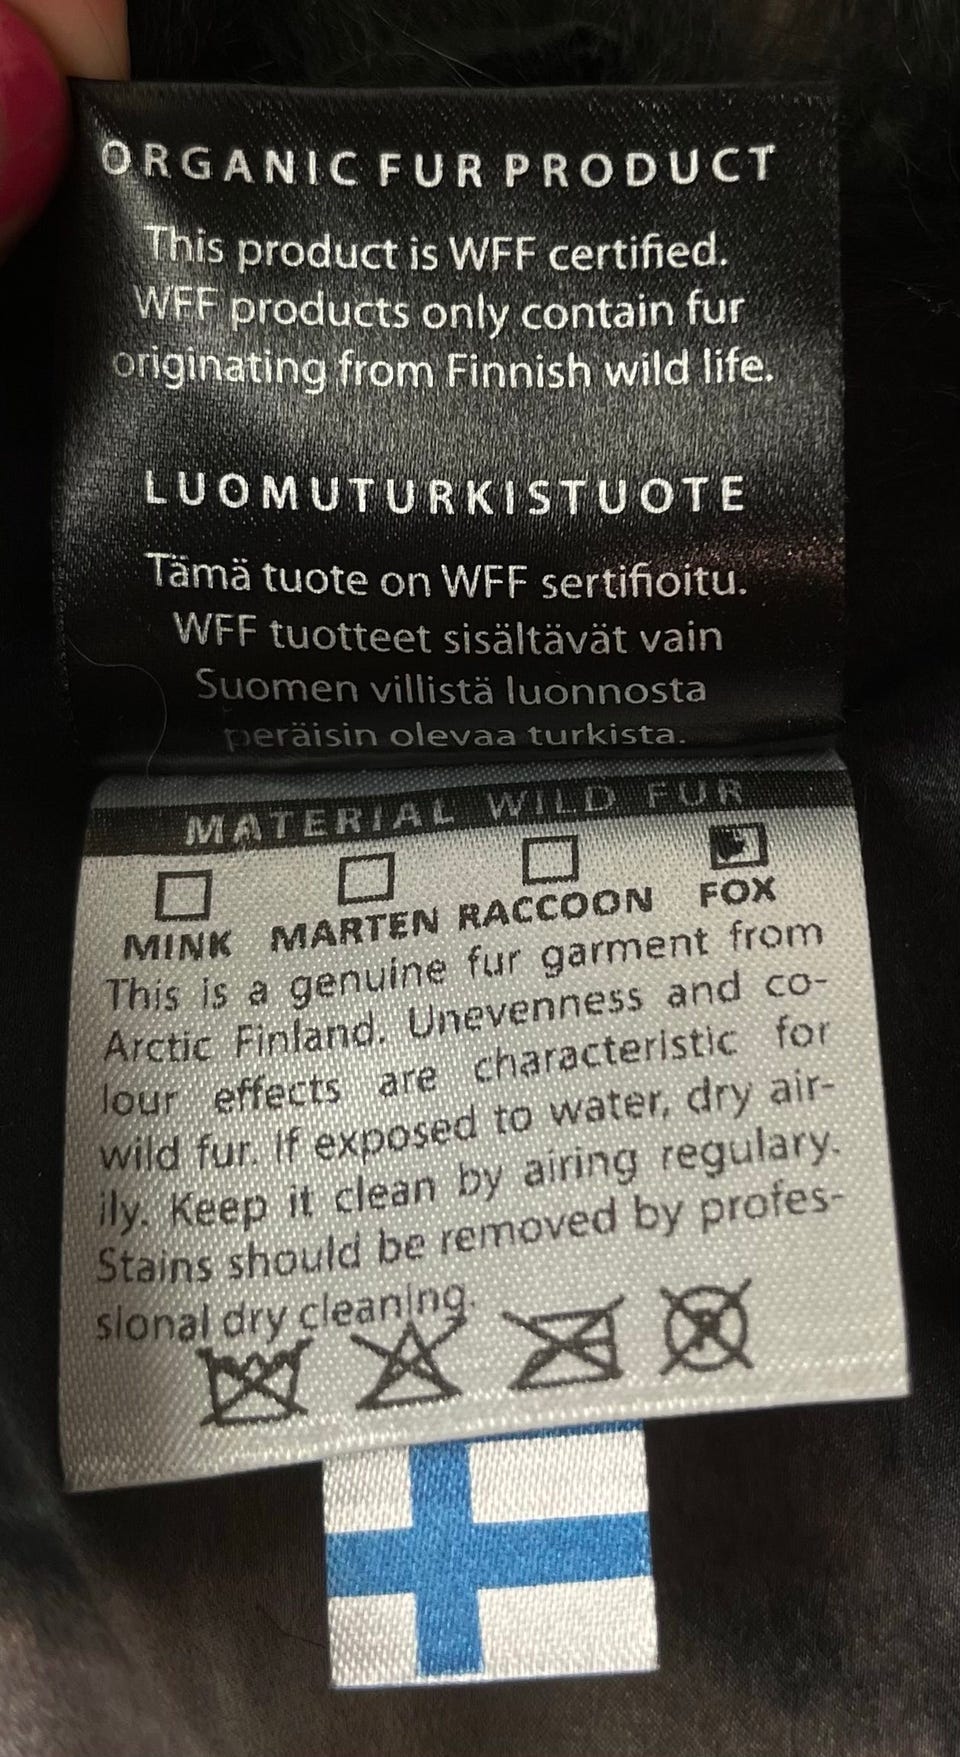 ORGANIC FUR PRODUCT
This product is WFF certified.
WFF products only contain fur
originating from Finnish wild life.
LUOMUTURKISTUOTE
Tämä tuote on WFF sertifioitu.
WFF tuotteet sisältävät vain
Suomen villistä luonnosta
peräisin olevaa turkista.
MATERIAL WILD FUR
MINK MARTEN RACCOON FOX
This is a genuine fur garment from
Arctic Finland. Unevenness and co-
lour effects are characteristic for
wild fur. If exposed to water, dry air-
ily. Keep it clean by airing regulary.
Stains should be removed by profes-
sional dry cleaning.